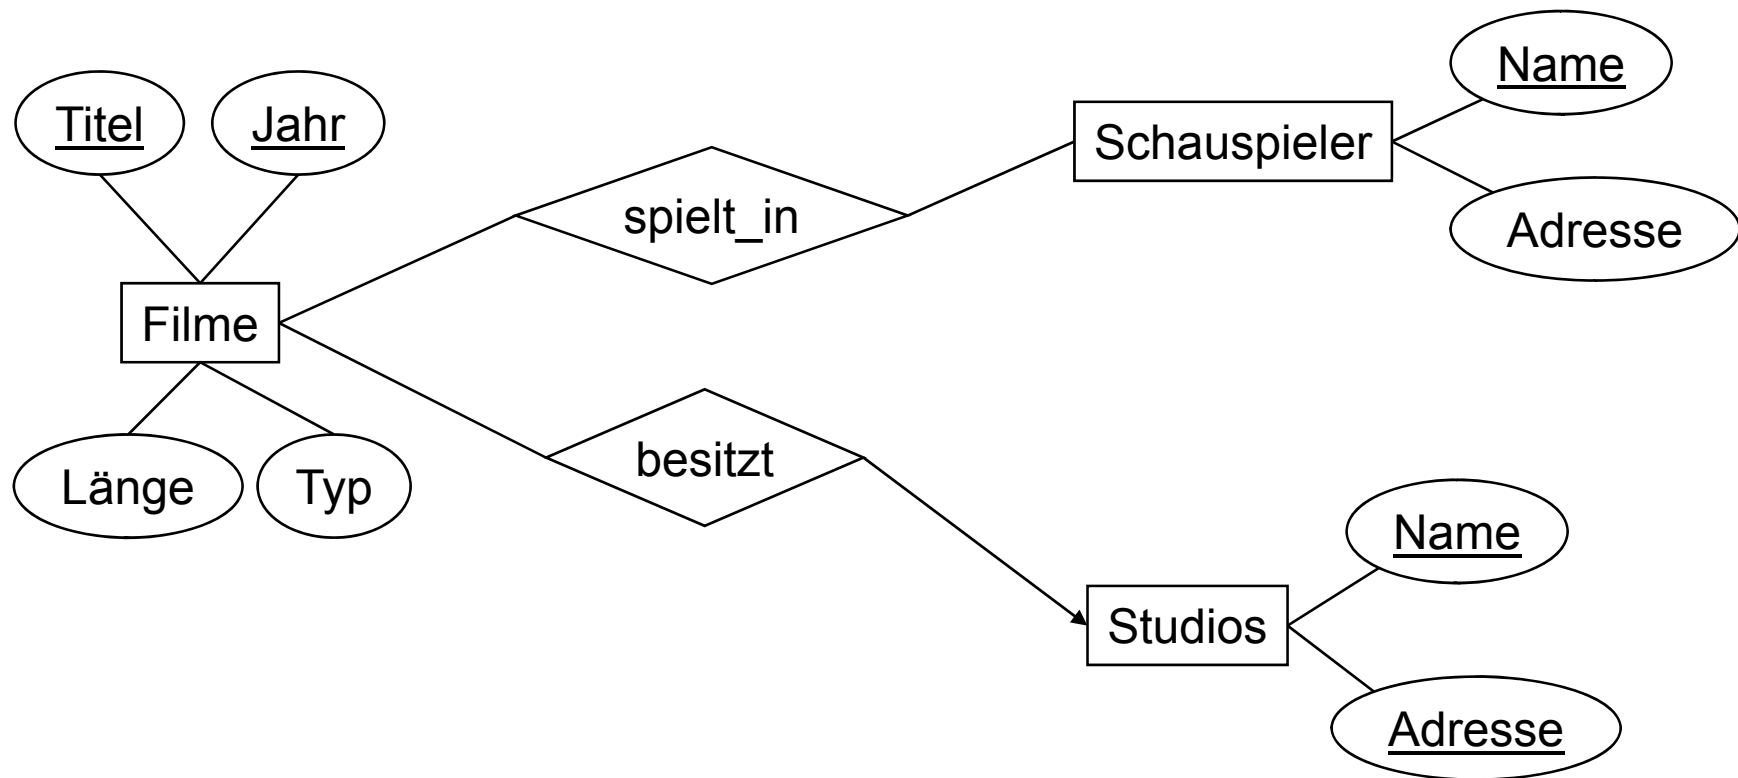 Name
Titel
Jahr
Schauspieler
spielt_in
Adresse
Filme
besitzt
Länge
Typ
Name
Studios
Adresse